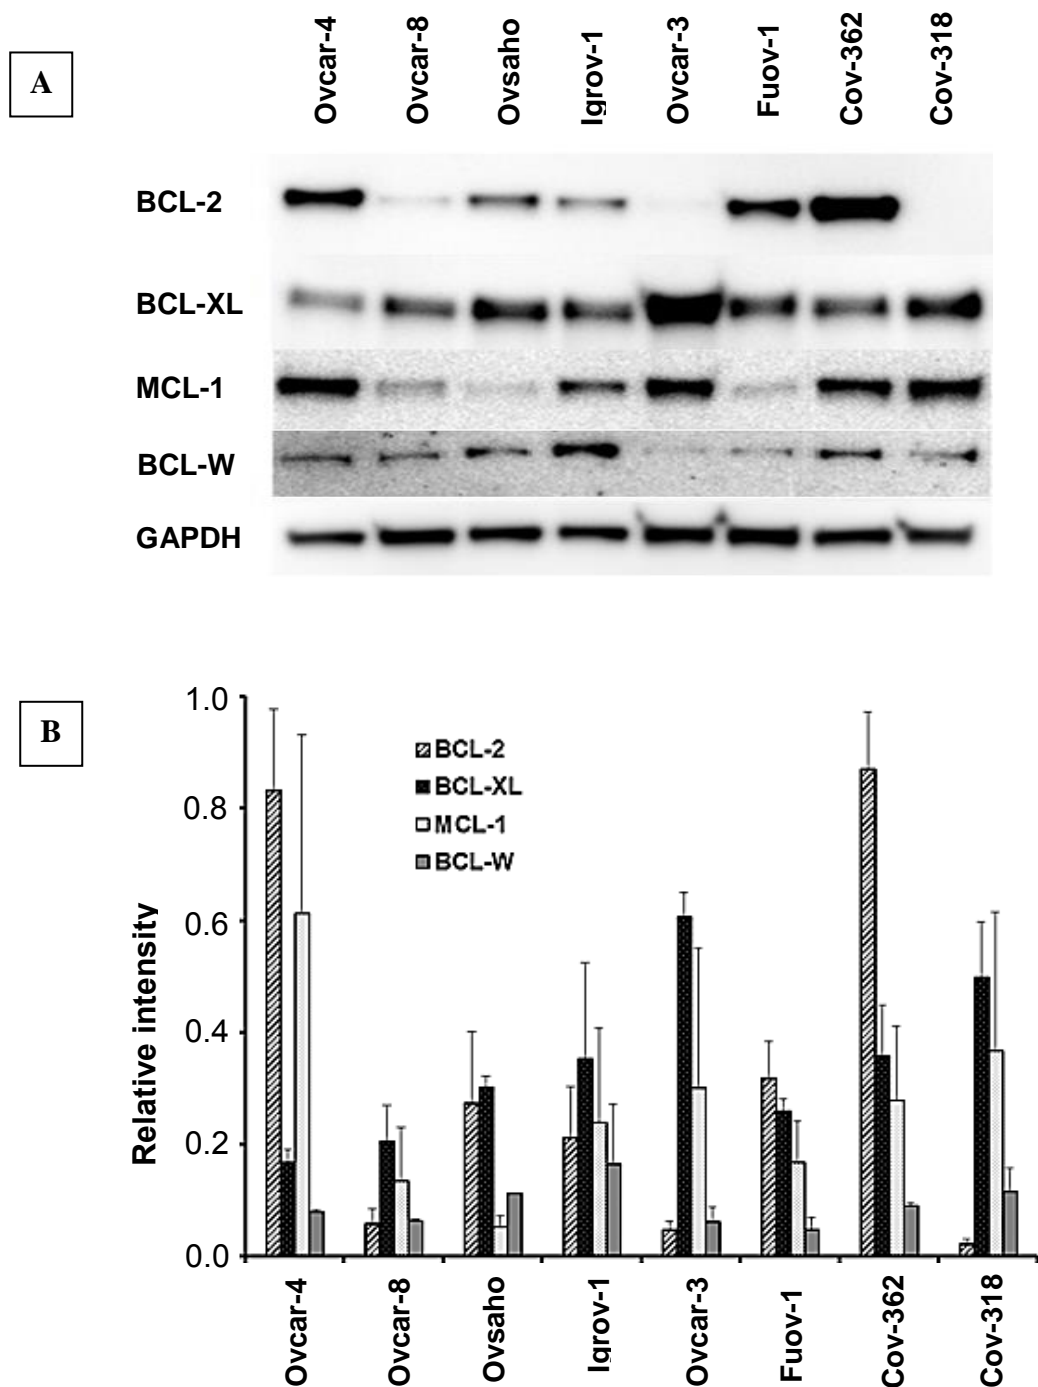 A
Ovcar-4
Ovcar-8
Ovsaho
Igrov-1
Ovcar-3
Fuov-1
Cov-362
Cov-318
BCL-2
BCL-XL
MCL-1
BCL-W
GAPDH
B
1.0
0.8
0.6
0.4
0.2
0.0
Relative intensity
BCL-2
BCL-XL
MCL-1
BCL-W
Ovcar-4
Ovcar-8
Ovsaho
Igrov-1
Ovcar-3
Fuov-1
Cov-362
Cov-318